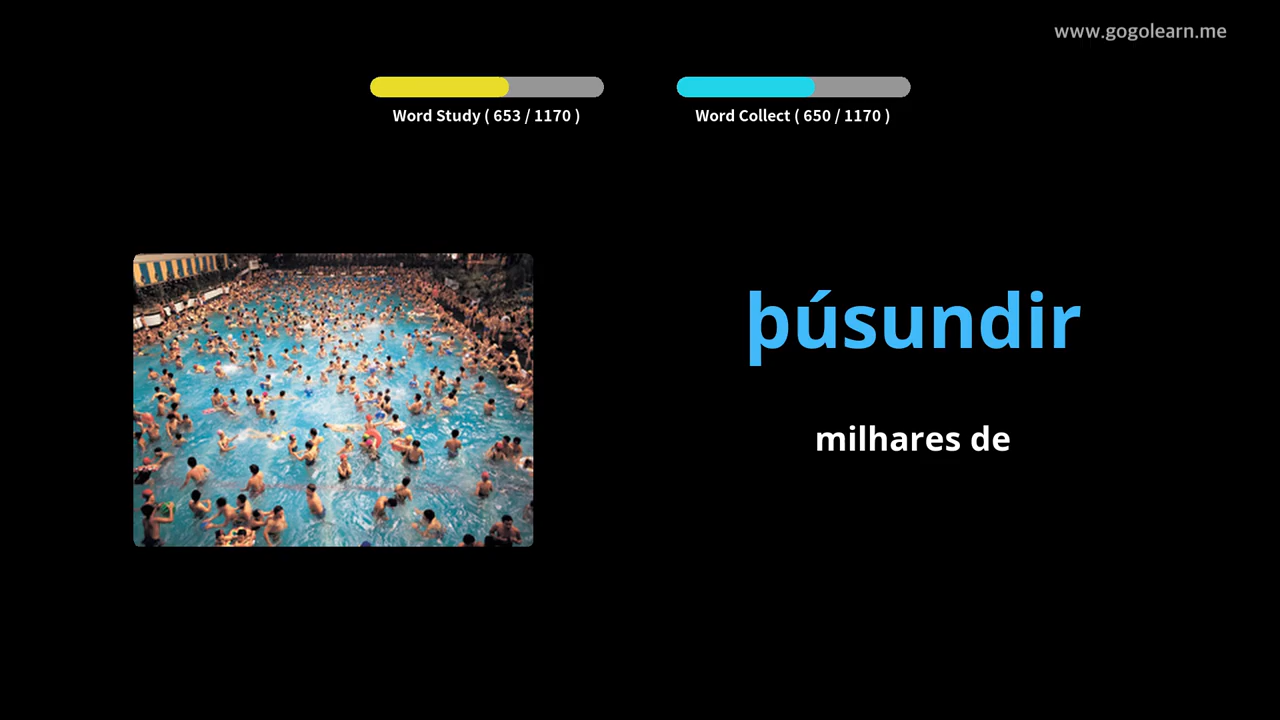 www.gogolearn.me
Word Study ( 653 / 1170 )
Word Collect ( 650 / 1170 )
þúsundir
milhares de